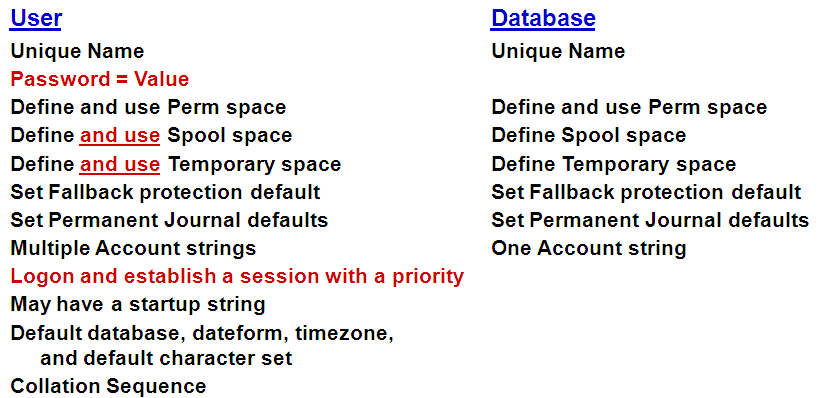 User
Unique Name
Password = Value
Define and use Perm space
Define and use Spool space
Define and use Temporary space
Set Fallback protection default
Set Permanent Journal defaults
Multiple Account strings
Logon and establish a session with a priority
May have a startup string
Default database, dateform, timezone,
and default character set
Collation Sequence
Database
Unique Name
Define and use Perm space
Define Spool space
Define Temporary space
Set Fallback protection default
Set Permanent Journal defaults
One Account string